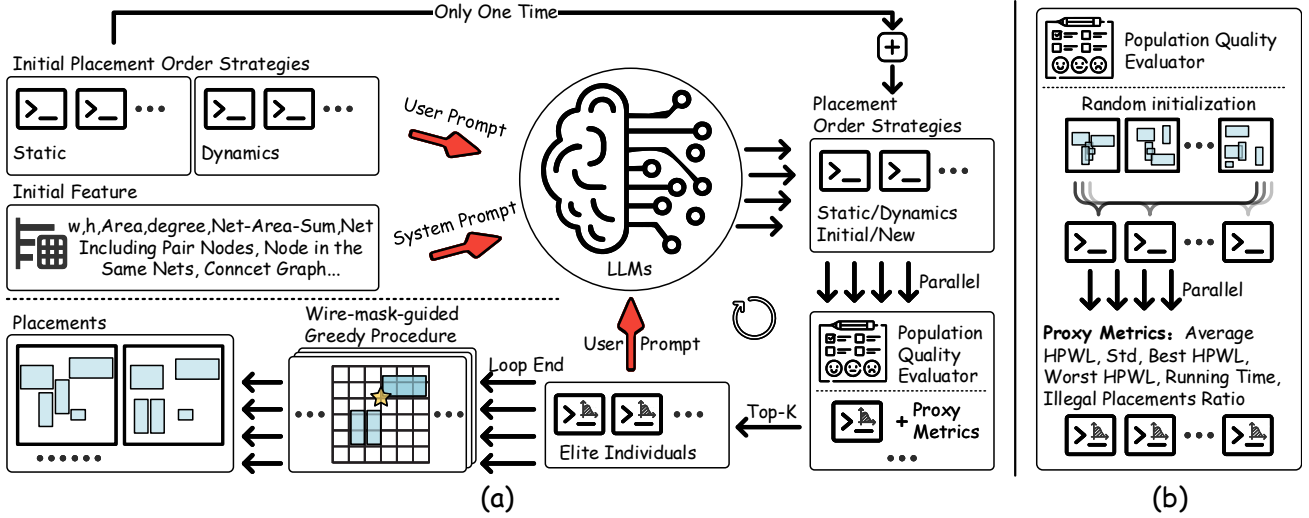 Only One Time
Initial Placement Order Strategies
Static
Dynamics
User Prompt
Initial Feature
w,h,Area,degree,Net-Area-Sum,Net
Including Pair Nodes, Node in the
Same Nets, Conncet Graph...
System Prompt
LLMs
Placement
Order Strategies
Static/Dynamics
Initial/New
Parallel
Population
Quality
Evaluator
+ Proxy
Metrics
Top-K
User Prompt
Elite Individuals
Loop End
Wire-mask-guided
Greedy Procedure
Placements
(a)
Population Quality
Evaluator
Random initialization
Parallel
Proxy Metrics: Average
HPWL, Std, Best HPWL,
Worst HPWL, Running Time,
Illegal Placements Ratio
(b)